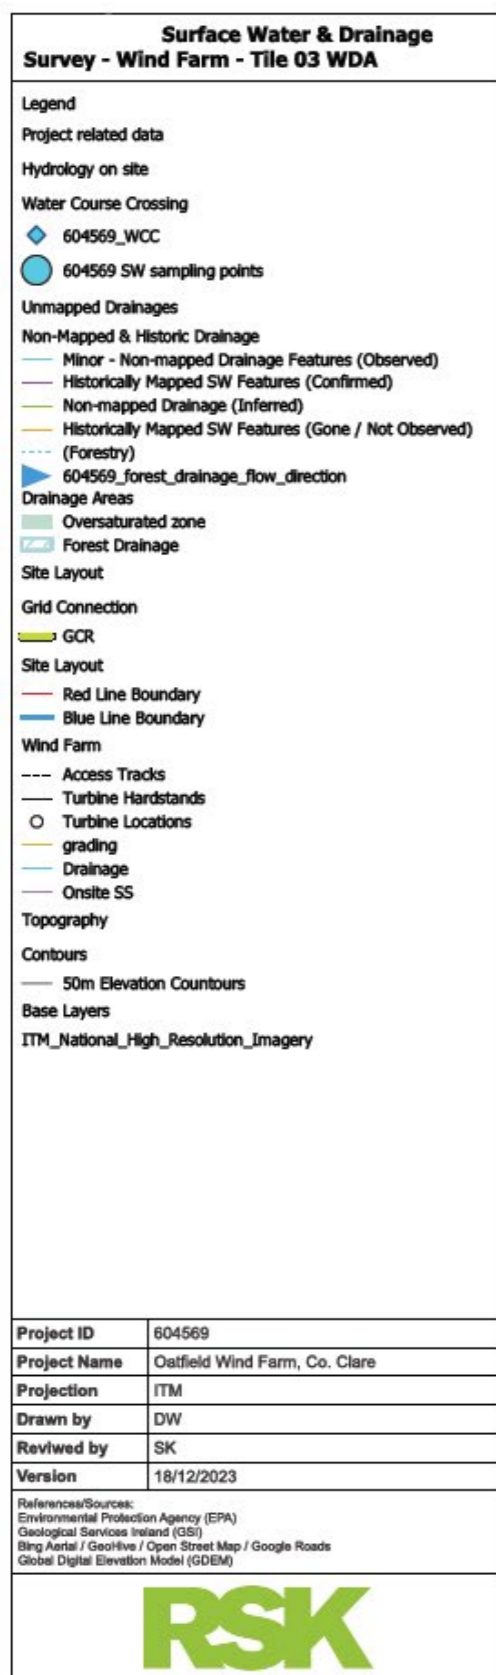 Surface Water & Drainage
Survey - Wind Farm - Tile 03 WDA
Legend
Project related data
Hydrology on site
Water Course Crossing
604569_WCC
604569 SW sampling points
Unmapped Drainages
Non-Mapped & Historic Drainage
Minor - Non-mapped Drainage Features (Observed)
Historically Mapped SW Features (Confirmed)
Non-mapped Drainage (Inferred)
Historically Mapped SW Features (Gone / Not Observed)
(Forestry)
604569_forest_drainage_flow_direction
Drainage Areas
Oversaturated zone
Forest Drainage
Site Layout
Grid Connection
GCR
Site Layout
Red Line Boundary
Blue Line Boundary
Wind Farm
Access Tracks
Turbine Hardstands
Turbine Locations
grading
Drainage
Onsite SS
Topography
Contours
50m Elevation Countours
Base Layers
ITM_National_High_Resolution_Imagery
Project ID 604569
Project Name Oatfield Wind Farm, Co. Clare
Projection ITM
Drawn by DW
Reviwed by SK
Version 18/12/2023
References/Sources:
Environmental Protection Agency (EPA)
Geological Services Ireland (GSI)
Bing Aerial / GeoHive / Open Street Map / Google Roads
Global Digital Elevation Model (GDEM)
RSK